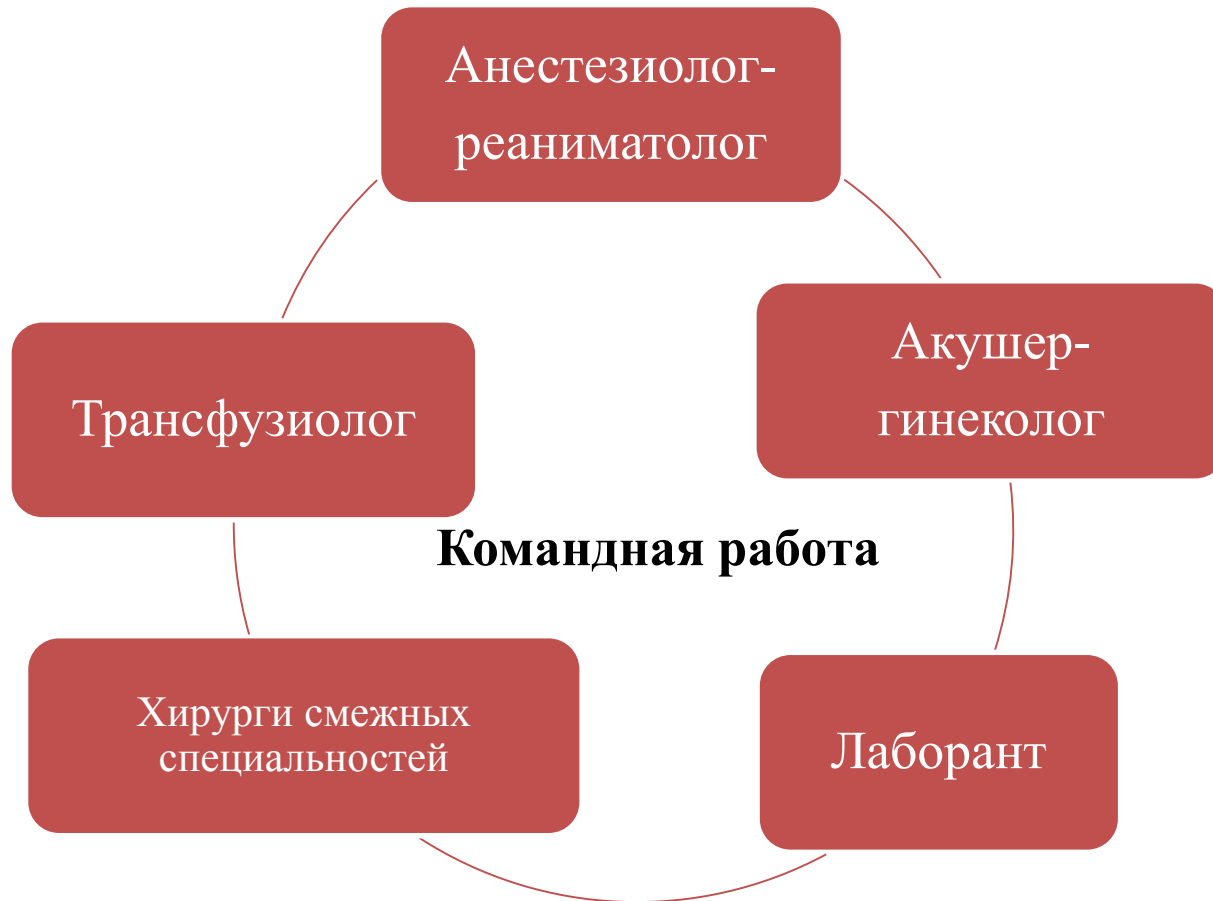 Анестезиолог-
реаниматолог
Акушер-
гинеколог
Трансфузиолог
Командная работа
Хирурги смежных
специальностей
Лаборант